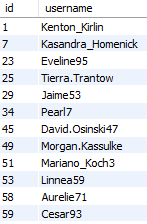 id username
1 Kenton_Kirlin
7 Kasandra_Homenick
23 Eveline95
25 Tierra.Trantow
29 Jaime53
34 Pearl7
45 David.Osinski47
49 Morgan.Kassulke
51 Mariano_Koch3
53 Linnea59
58 Aurelie71
59 Cesar93